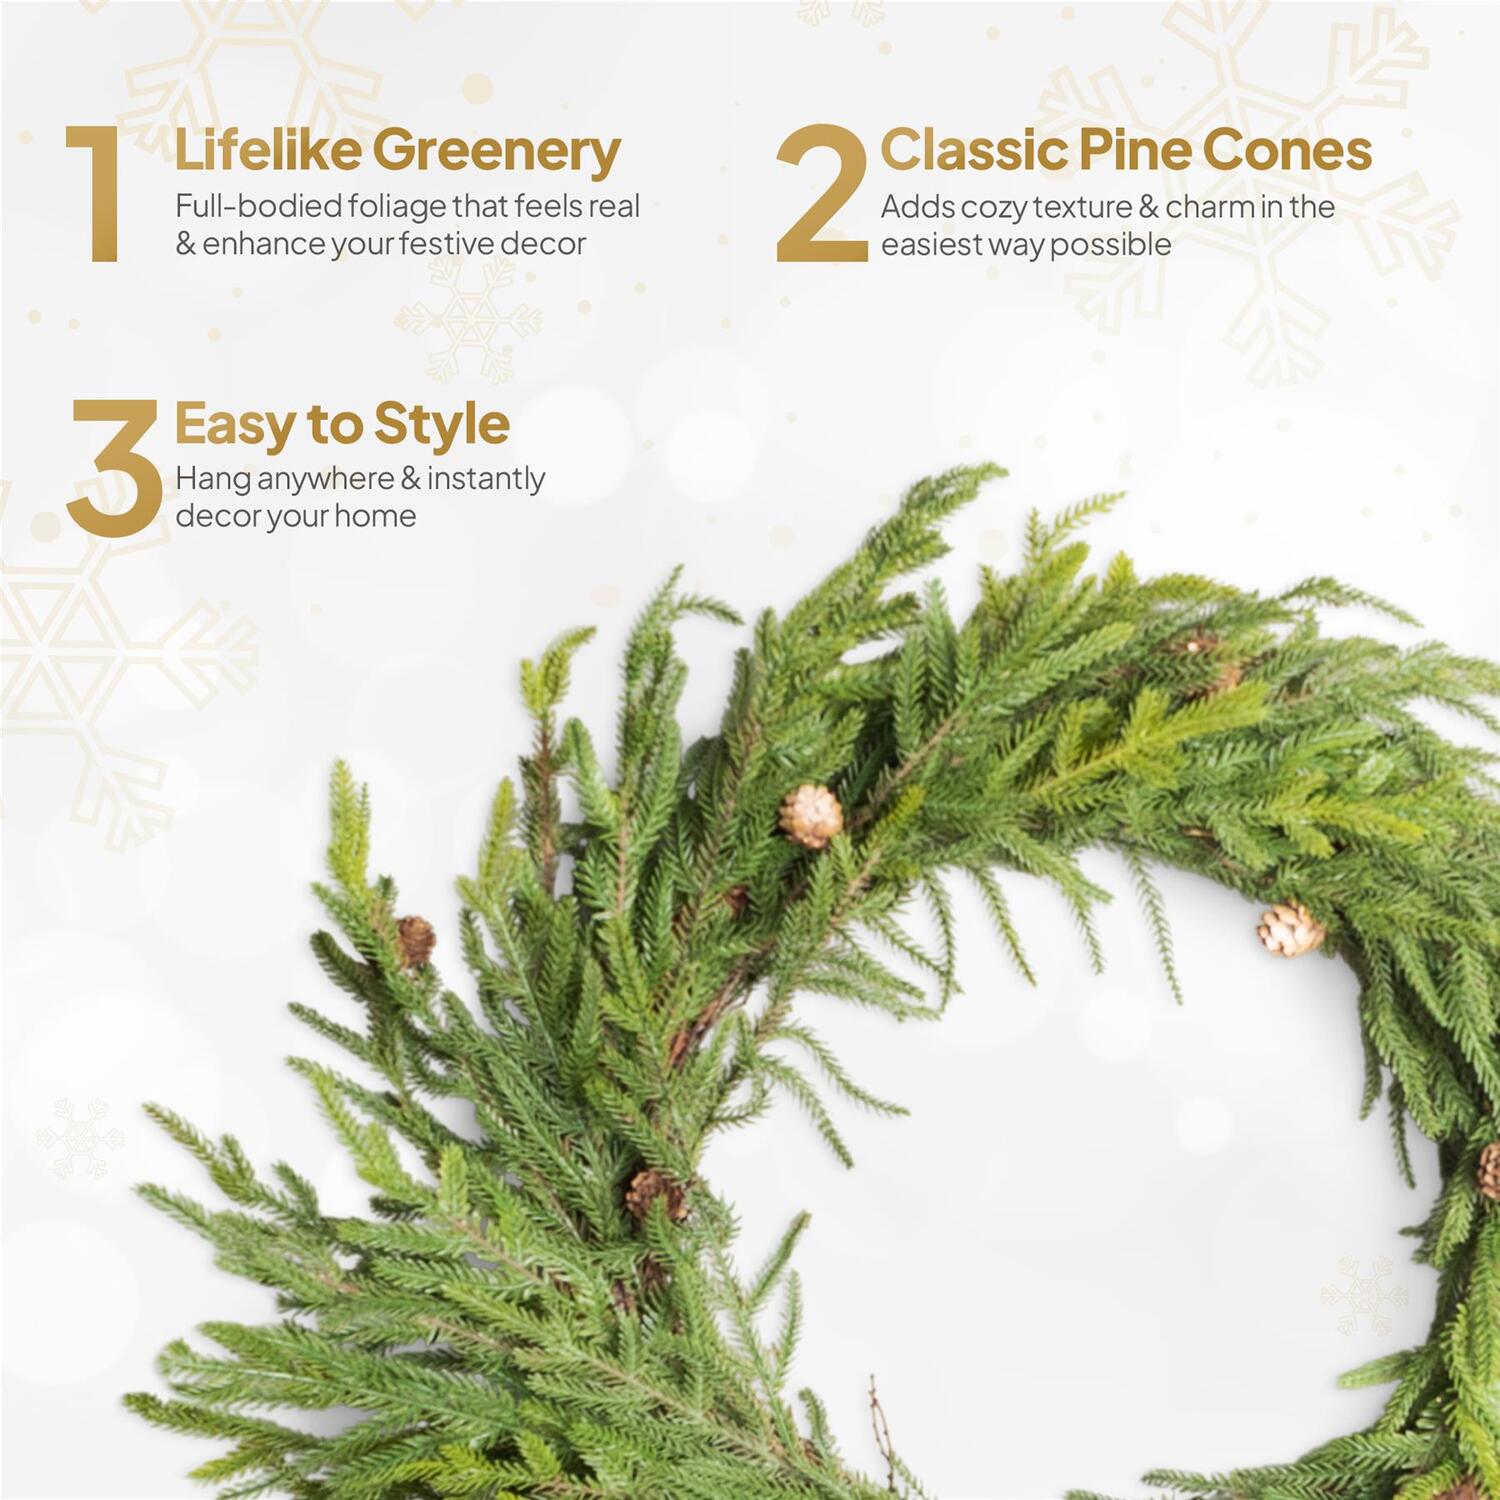 1
Lifelike Greenery
Full-bodied foliage that feels real
& enhance your festive decor
2
Classic Pine Cones
Adds cozy texture & charm in the
easiest way possible
3
Easy to Style
Hang anywhere & instantly
decor your home